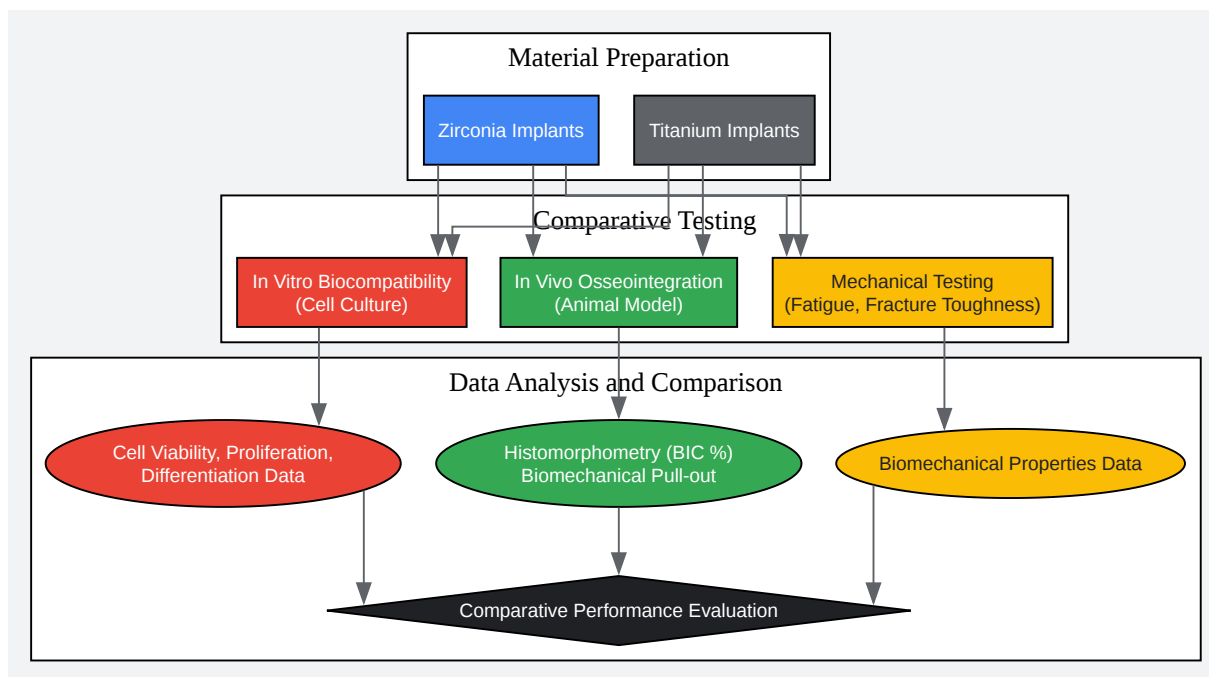 Material Preparation
Zirconia Implants
Titanium Implants
Comparative Testing
In Vitro Biocompatibility
(Cell Culture)
In Vivo Osseointegration
(Animal Model)
Mechanical Testing
(Fatigue, Fracture Toughness)
Data Analysis and Comparison
Cell Viability, Proliferation,
Differentiation Data
Histomorphometry (BIC %)
Biomechanical Pull-out
Biomechanical Properties Data
Comparative Performance Evaluation